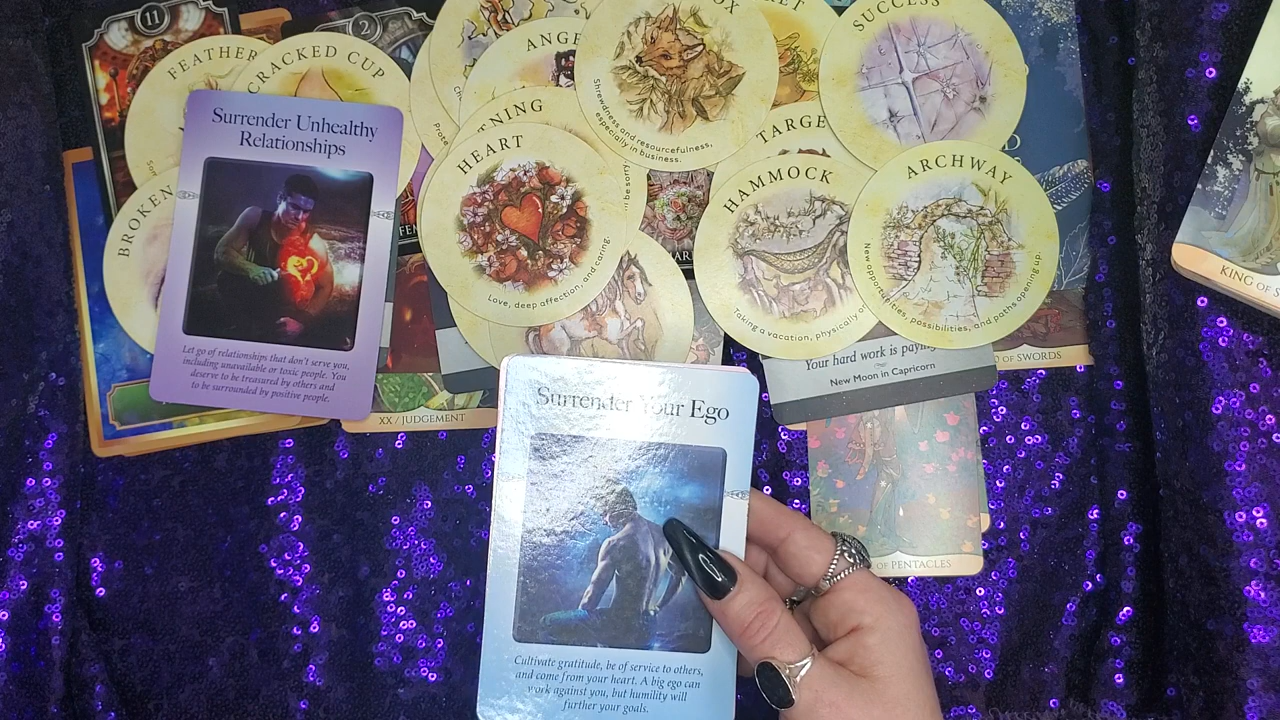 11
2
FEATHER
CRACKED CUP
ANGE
OX
Shrewdness and resourcefulness,
especially in business.
ET
SUCCESS
Surrender Unhealthy
Relationships
Let go of relationships that don't serve you,
including unavailable or toxic people. You
deserve to be treasured by others and
to be surrounded by positive people.
BROKEN
TNING
be sorry
HEART
Love, deep affection, and caring.
TARGE
HAMMOCK
Taking a vacation, physically o
ARCHWAY
New opportunities, possibilities, and paths opening up.
Your hard work is paying
New Moon in Capricorn
D OF SWORDS
KING OF S
XX / JUDGEMENT
Surrender Your Ego
Cultivate gratitude, be of service to others,
and come from your heart. A big ego can
work against you, but humility will
further your goals.
OF PENTACLES